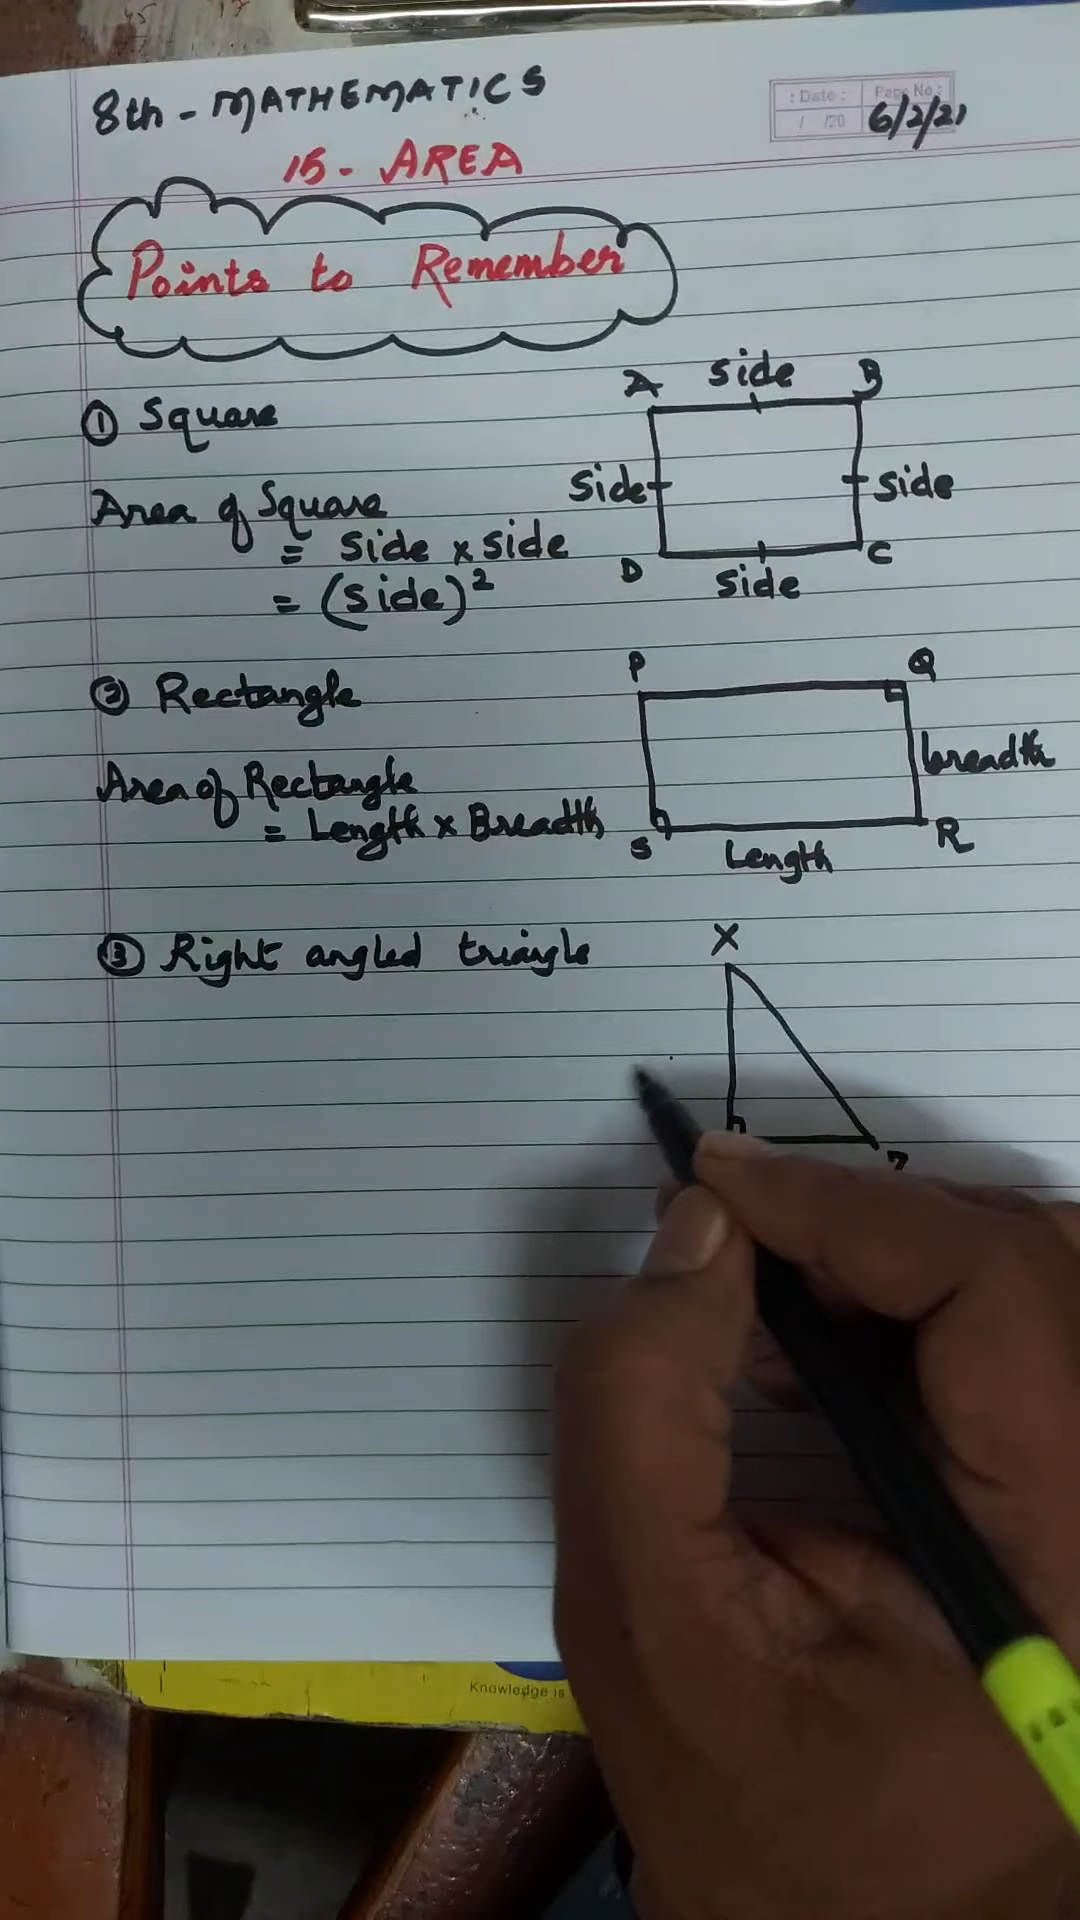 8th - MATHEMATICS
: Date : Page No :
/ /20 6/2/21
15 - AREA
Points to Remember
① Square
A side B
side side
D side C
Area of Square
= side × side
= (side)²
② Rectangle
P Q
breadth
S Length R
Area of Rectangle
= Length × Breadth
③ Right angled triangle
X
Knowledge is